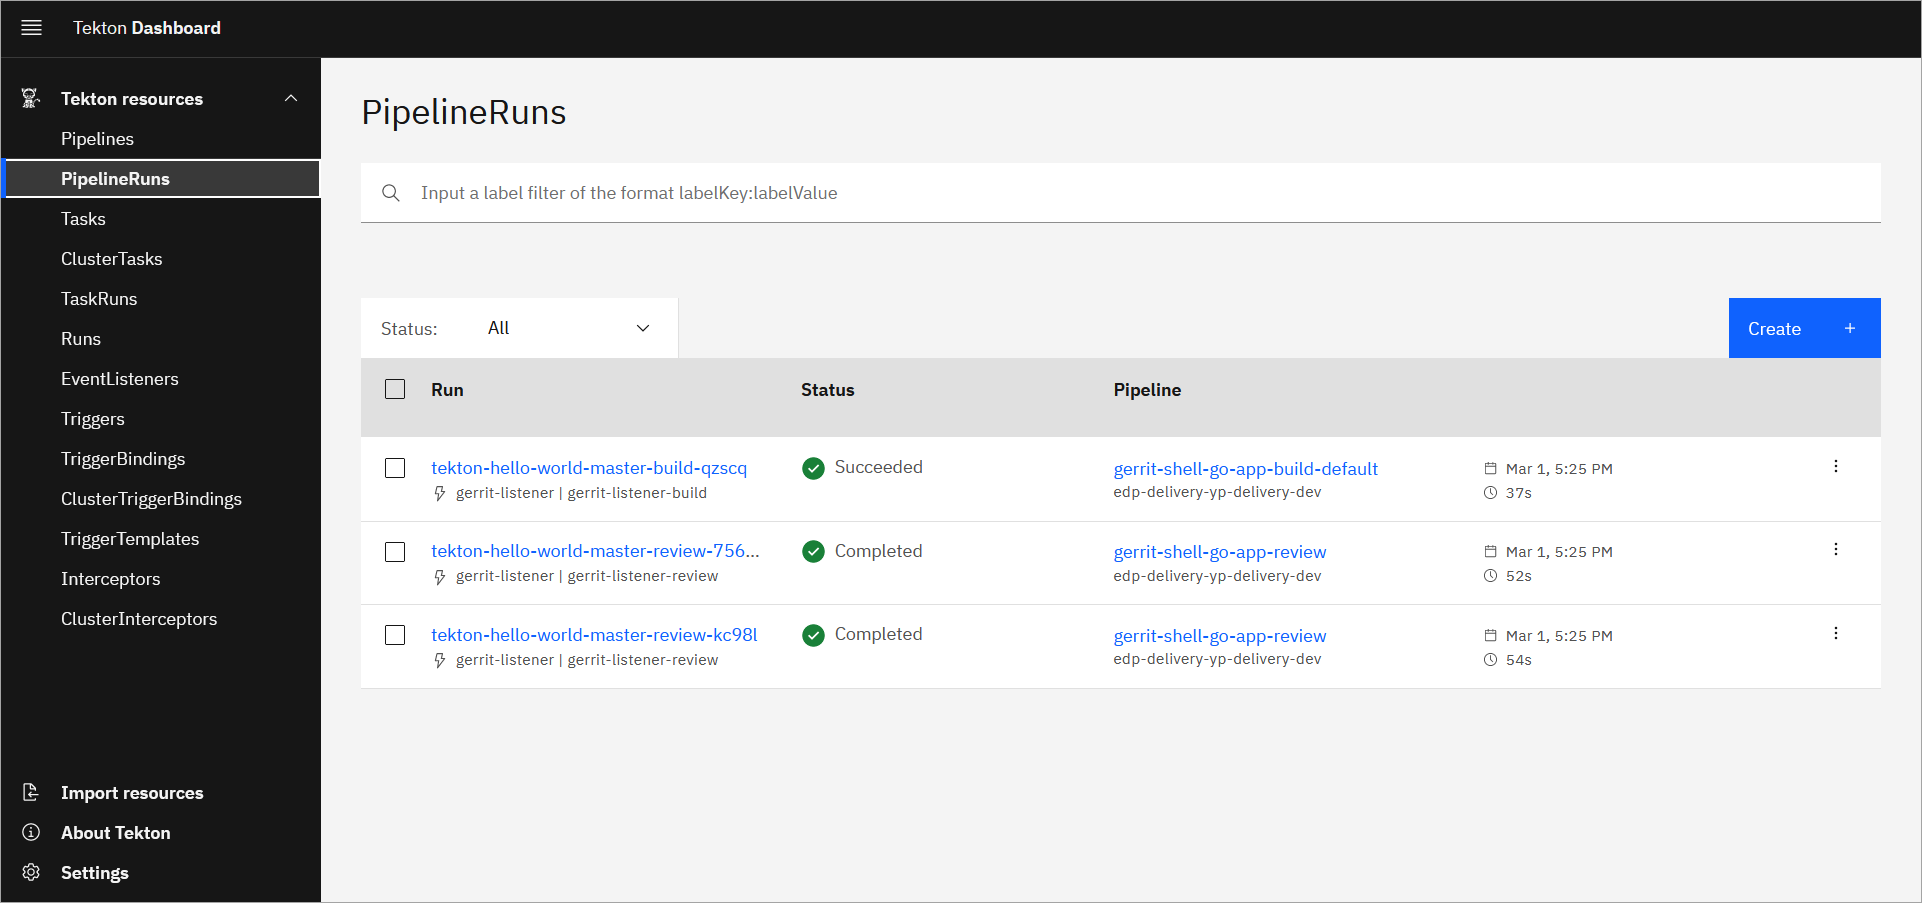 Tekton Dashboard
Tekton resources
Pipelines
PipelineRuns
Tasks
ClusterTasks
TaskRuns
Runs
EventListeners
Triggers
TriggerBindings
ClusterTriggerBindings
TriggerTemplates
Interceptors
ClusterInterceptors
Import resources
About Tekton
Settings
PipelineRuns
Input a label filter of the format labelKey:labelValue
Status: All
Create +
Run Status Pipeline
tekton-hello-world-master-build-qzscq Succeeded gerrit-shell-go-app-build-default Mar 1, 5:25 PM
gerrit-listener | gerrit-listener-build edp-delivery-yp-delivery-dev 37s
tekton-hello-world-master-review-756... Completed gerrit-shell-go-app-review Mar 1, 5:25 PM
gerrit-listener | gerrit-listener-review edp-delivery-yp-delivery-dev 52s
tekton-hello-world-master-review-kc98l Completed gerrit-shell-go-app-review Mar 1, 5:25 PM
gerrit-listener | gerrit-listener-review edp-delivery-yp-delivery-dev 54s